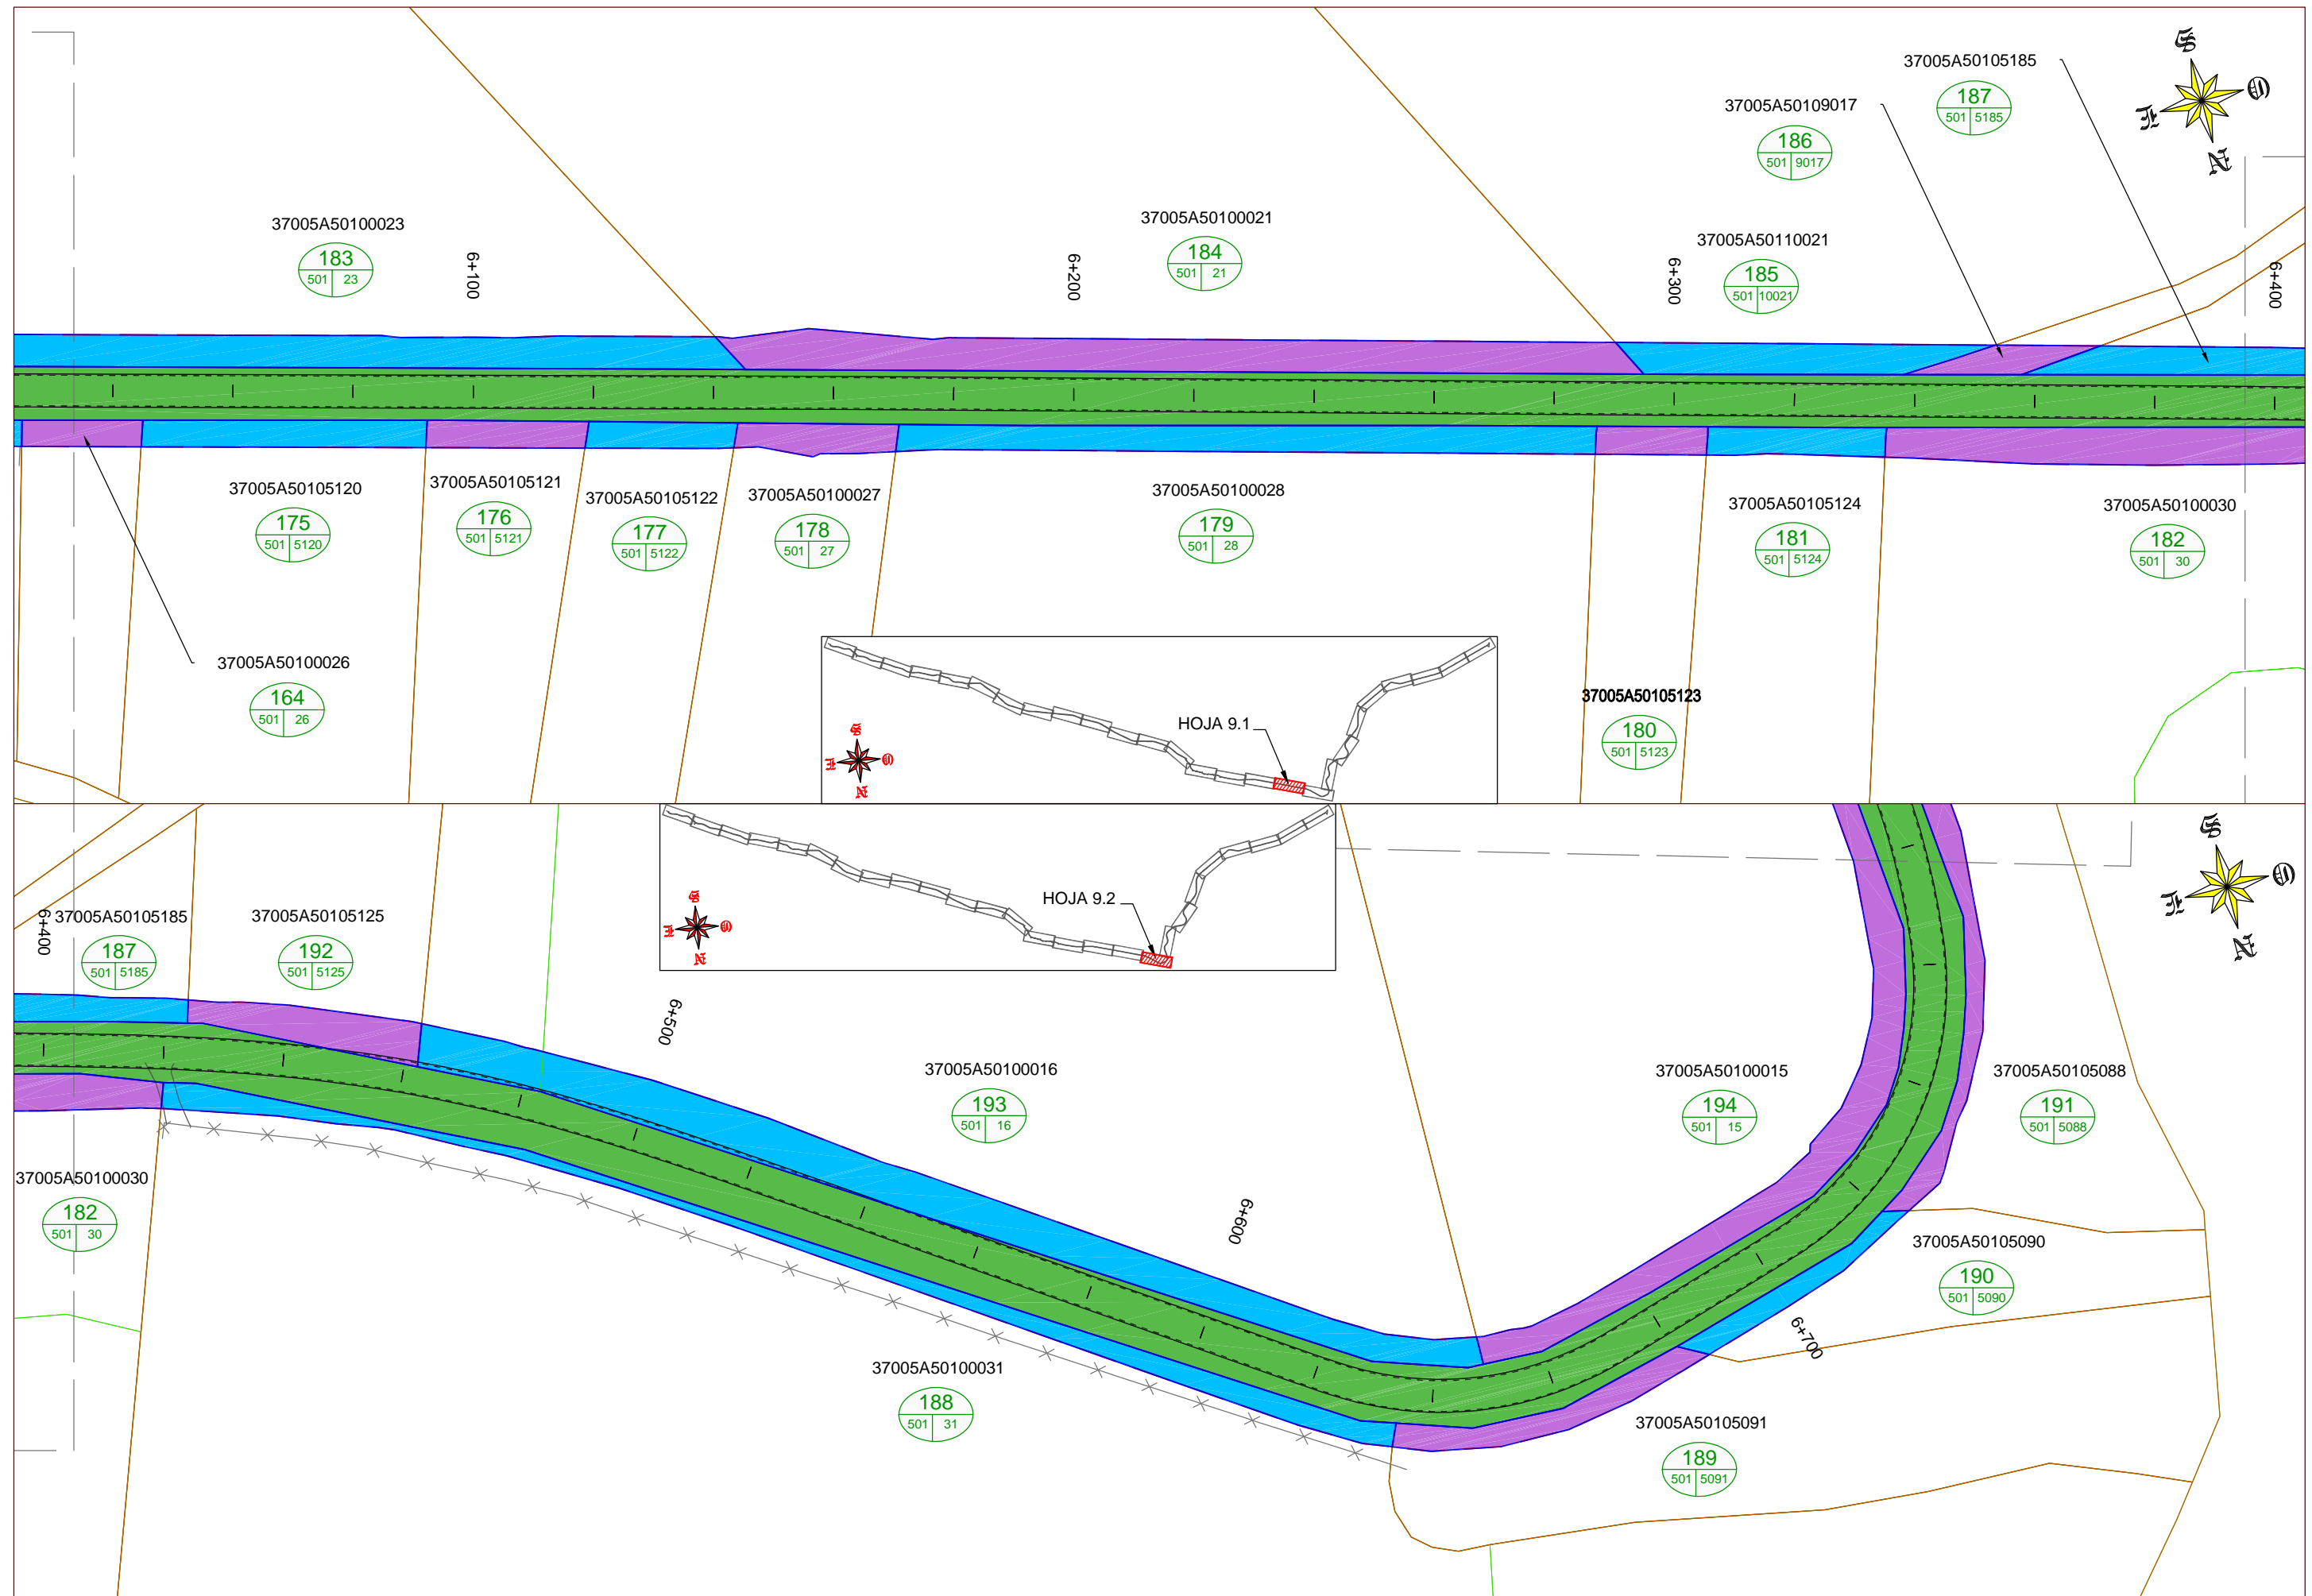 37005A50105185
187
501 5185
37005A50109017
186
501 9017
S
O
E
N
37005A50100023
183
501 23
6+100
37005A50100021
184
501 21
6+200
37005A50110021
185
501 10021
6+300
6+400
37005A50105120
175
501 5120
37005A50105121
176
501 5121
37005A50105122
177
501 5122
37005A50100027
178
501 27
37005A50100028
179
501 28
37005A50105124
181
501 5124
37005A50100030
182
501 30
37005A50100026
164
501 26
HOJA 9.1
S
O
E
N
37005A50105123
180
501 5123
6+400
37005A50105185
187
501 5185
37005A50105125
192
501 5125
HOJA 9.2
S
O
E
N
S
O
E
N
6+500
37005A50100016
193
501 16
37005A50100015
194
501 15
37005A50105088
191
501 5088
37005A50100030
182
501 30
6+600
37005A50105090
190
501 5090
6+700
37005A50100031
188
501 31
37005A50105091
189
501 5091